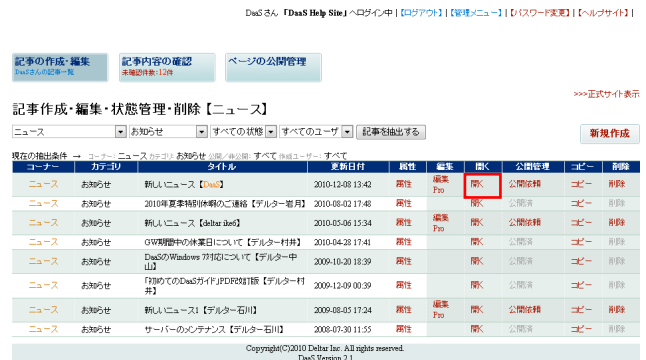 DaaSさん 「DaaS Help Site」 へログイン中 | 【ログアウト】 | 【管理メニュー】 | 【パスワード変更】 | 【ヘルプサイト】 |
記事の作成・編集 記事内容の確認 ページの公開管理
DaaSさんの記事一覧 未確認件数:12件
>>>正式サイト表示
記事作成・編集・状態管理・削除【ニュース】
ニュース お知らせ すべての状態 すべてのユーザ 記事を抽出する 新規作成
現在の抽出条件 → コーナー: ニュース カテゴリ: お知らせ 公開/非公開: すべて 作成ユーザー: すべて
コーナー カテゴリ タイトル 更新日付 属性 編集 開く 公開管理 コピー 削除
ニュース お知らせ 新しいニュース【DaaS】 2010-12-08 13:42 属性 編集 Pro 開く 公開依頼 コピー 削除
ニュース お知らせ 2010年夏季特別休暇のご連絡【デルター岩月】 2010-08-02 17:48 属性 開く 公開済 コピー 削除
ニュース お知らせ 新しいニュース【deltar ike6】 2010-05-06 15:34 属性 編集 Pro 開く 公開依頼 コピー 削除
ニュース お知らせ GW期間中の休業日について【デルター村井】 2010-04-28 17:41 属性 開く 公開済 コピー 削除
ニュース お知らせ DaaSのWindows 7対応について【デルター中山】 2009-10-20 18:39 属性 開く 公開済 コピー 削除
ニュース お知らせ 「初めてのDaaSガイド」PDF改訂版【デルター村井】 2009-12-09 00:39 属性 開く 公開済 コピー 削除
ニュース お知らせ 新しいニュース1【デルター石川】 2009-08-05 17:24 属性 編集 Pro 開く 公開依頼 コピー 削除
ニュース お知らせ サーバーのメンテナンス【デルター石川】 2008-07-30 11:55 属性 開く 公開済 コピー 削除
Copyright(C)2010 Deltar Inc. All rights reserved.
DaaS Version 2.1